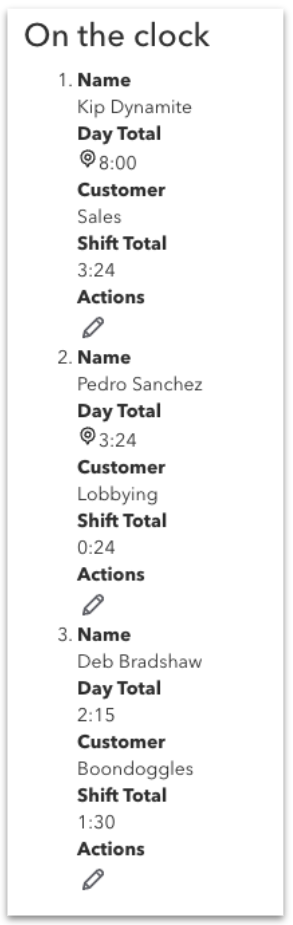 On the clock
1. Name
Kip Dynamite
Day Total
8:00
Customer
Sales
Shift Total
3:24
Actions
2. Name
Pedro Sanchez
Day Total
3:24
Customer
Lobbying
Shift Total
0:24
Actions
3. Name
Deb Bradshaw
Day Total
2:15
Customer
Boondoggles
Shift Total
1:30
Actions